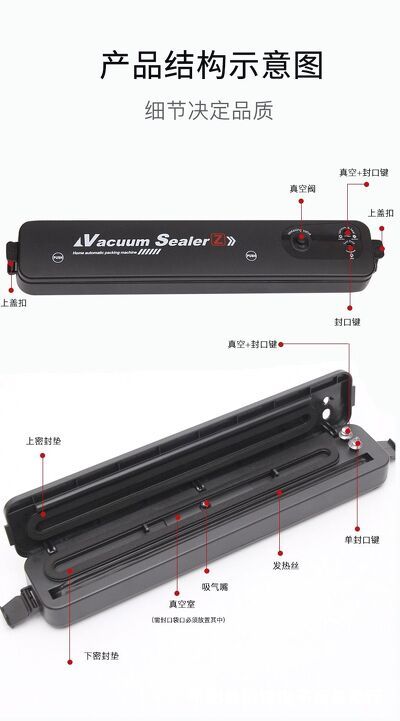 产品结构示意图
细节决定品质
真空+封口键
真空阀
上盖扣
Vacuum Sealer Z
Home automatic packing machine
PUSH
PUSH
上盖扣
封口键
真空+封口键
上密封垫
单封口键
发热丝
吸气嘴
真空室
(需封口袋口必须放置其中)
下密封垫